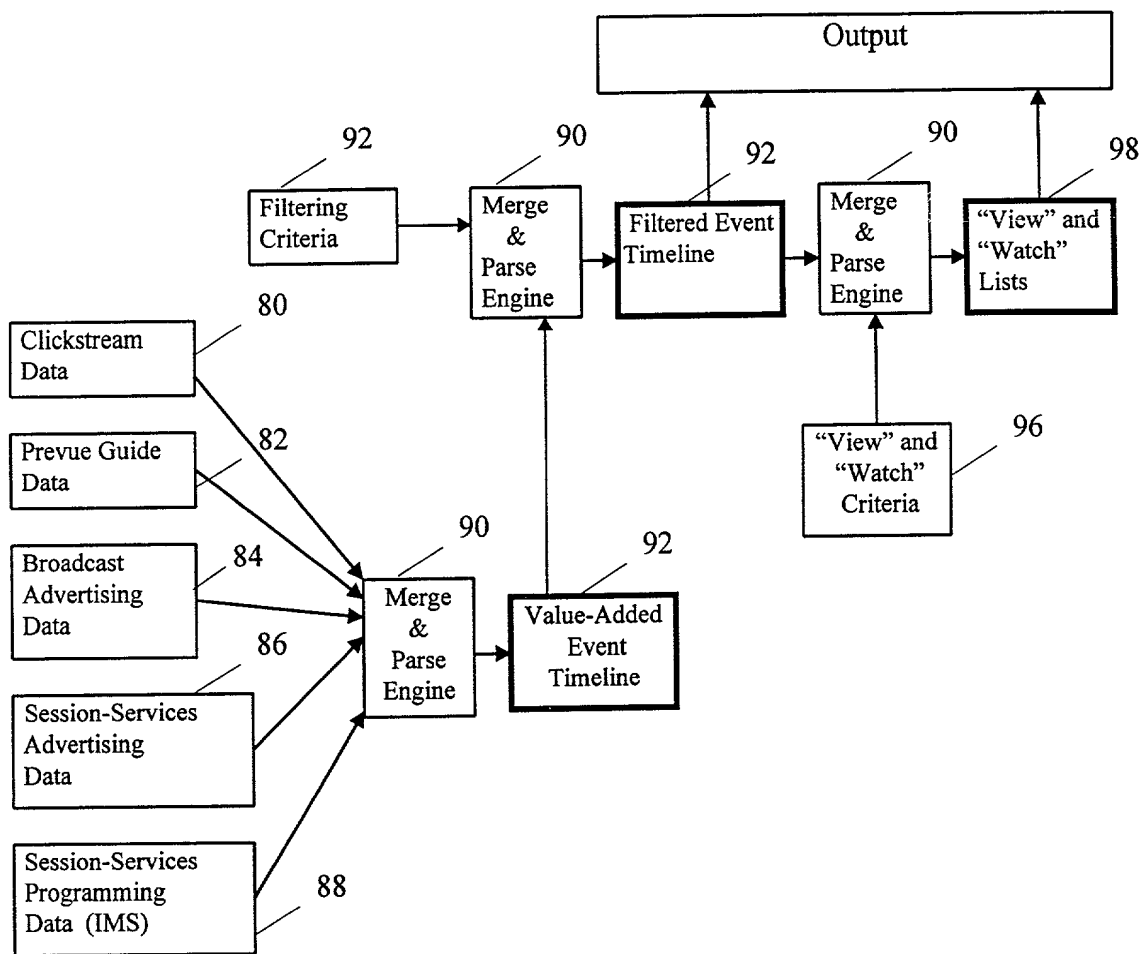 Output
92
90
92
90
98
Filtering
Criteria
Merge
&
Parse
Engine
Filtered Event
Timeline
Merge
&
Parse
Engine
“View” and
“Watch”
Lists
80
Clickstream
Data
82
Prevue Guide
Data
“View” and
“Watch”
Criteria
96
84
Broadcast
Advertising
Data
90
Merge
&
Parse
Engine
92
Value-Added
Event
Timeline
86
Session-Services
Advertising
Data
Session-Services
Programming
Data (IMS)
88